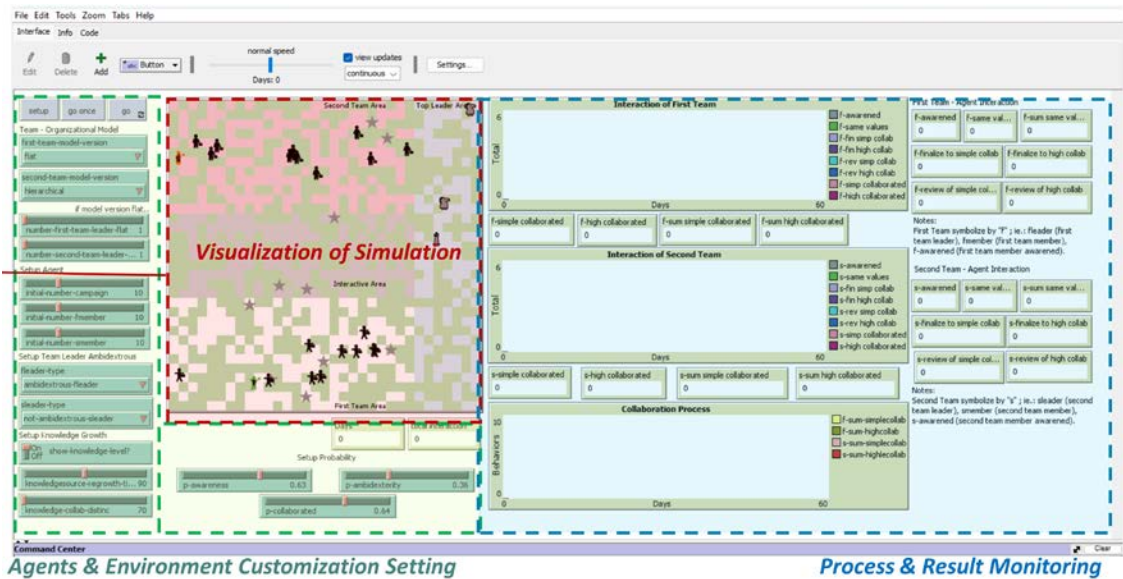 File Edit Tools Zoom Tabs Help
Interface Info Code
Edit Delete Add Button
normal speed
Days: 0
view updates
continuous
Settings...
setup go once go
Team - Organizational Model
first-team-model-version
flat
second-team-model-version
hierarchical
if model version flat..
number-first-team-leader-flat 1
number-second-team-leader-... 1
Setup Agent
initial-number-campaign 10
initial-number-fmember 10
initial-number-smember 10
Setup Team Leader Ambidextrous
fleader-type
ambidextrous-fleader
sleader-type
not-ambidextrous-sleader
Setup Knowledge Growth
On
Off
show-knowledge-level?
knowledgesource-regrowth-ti... 90
knowledge-collab-distinc 70
Second Team Area Top Leader
Visualization of Simulation
Interactive Area
First Team Area
Days
0
0
Setup Probability
p-awareness 0.63
p-ambidexterity 0.36
p-collaborated 0.64
Interaction of First Team
6
Total
0
0 Days 60
f-awarened
f-same values
f-fin simp collab
f-fin high collab
f-rev simp collab
f-rev high collab
f-simp collaborated
f-high collaborated
f-simple collaborated
0
f-high collaborated
0
f-sum simple collaborated
0
f-sum high collaborated
0
Interaction of Second Team
6
Total
0
0 Days 60
s-awarened
s-same values
s-fin simp collab
s-fin high collab
s-rev simp collab
s-rev high collab
s-simp collaborated
s-high collaborated
s-simple collaborated
0
s-high collaborated
0
s-sum simple collaborated
0
s-sum high collaborated
0
Collaboration Process
10
Behaviors
0
0 Days 60
f-sum-simplecollab
f-sum-highcollab
s-sum-simplecollab
s-sum-highlecollab
First Team - Agent Interaction
f-awarened
0
f-same val...
0
f-sum same val...
0
f-finalize to simple collab
0
f-finalize to high collab
0
f-review of simple col...
0
f-review of high collab
0
Notes:
First Team symbolize by "f" ; ie.: fleader (first
team leader), fmember (first team member),
f-awarened (first team member awarened).
Second Team - Agent Interaction
s-awarened
0
s-same val...
0
s-sum same val...
0
s-finalize to simple collab
0
s-finalize to high collab
0
s-review of simple col...
0
s-review of high collab
0
Notes:
Second Team symbolize by "s" ; ie.: sleader (second
team leader), smember (second team member),
s-awarened (second team member awarened).
Command Center
Clear
Agents & Environment Customization Setting
Process & Result Monitoring